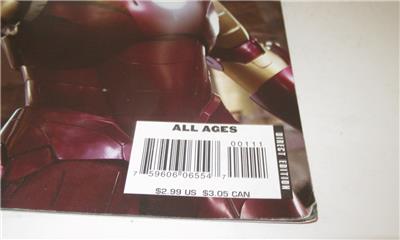 ALL AGES
00111
7 59606 06554 7
$2.99 US $3.05 CAN
DIRECT EDITION